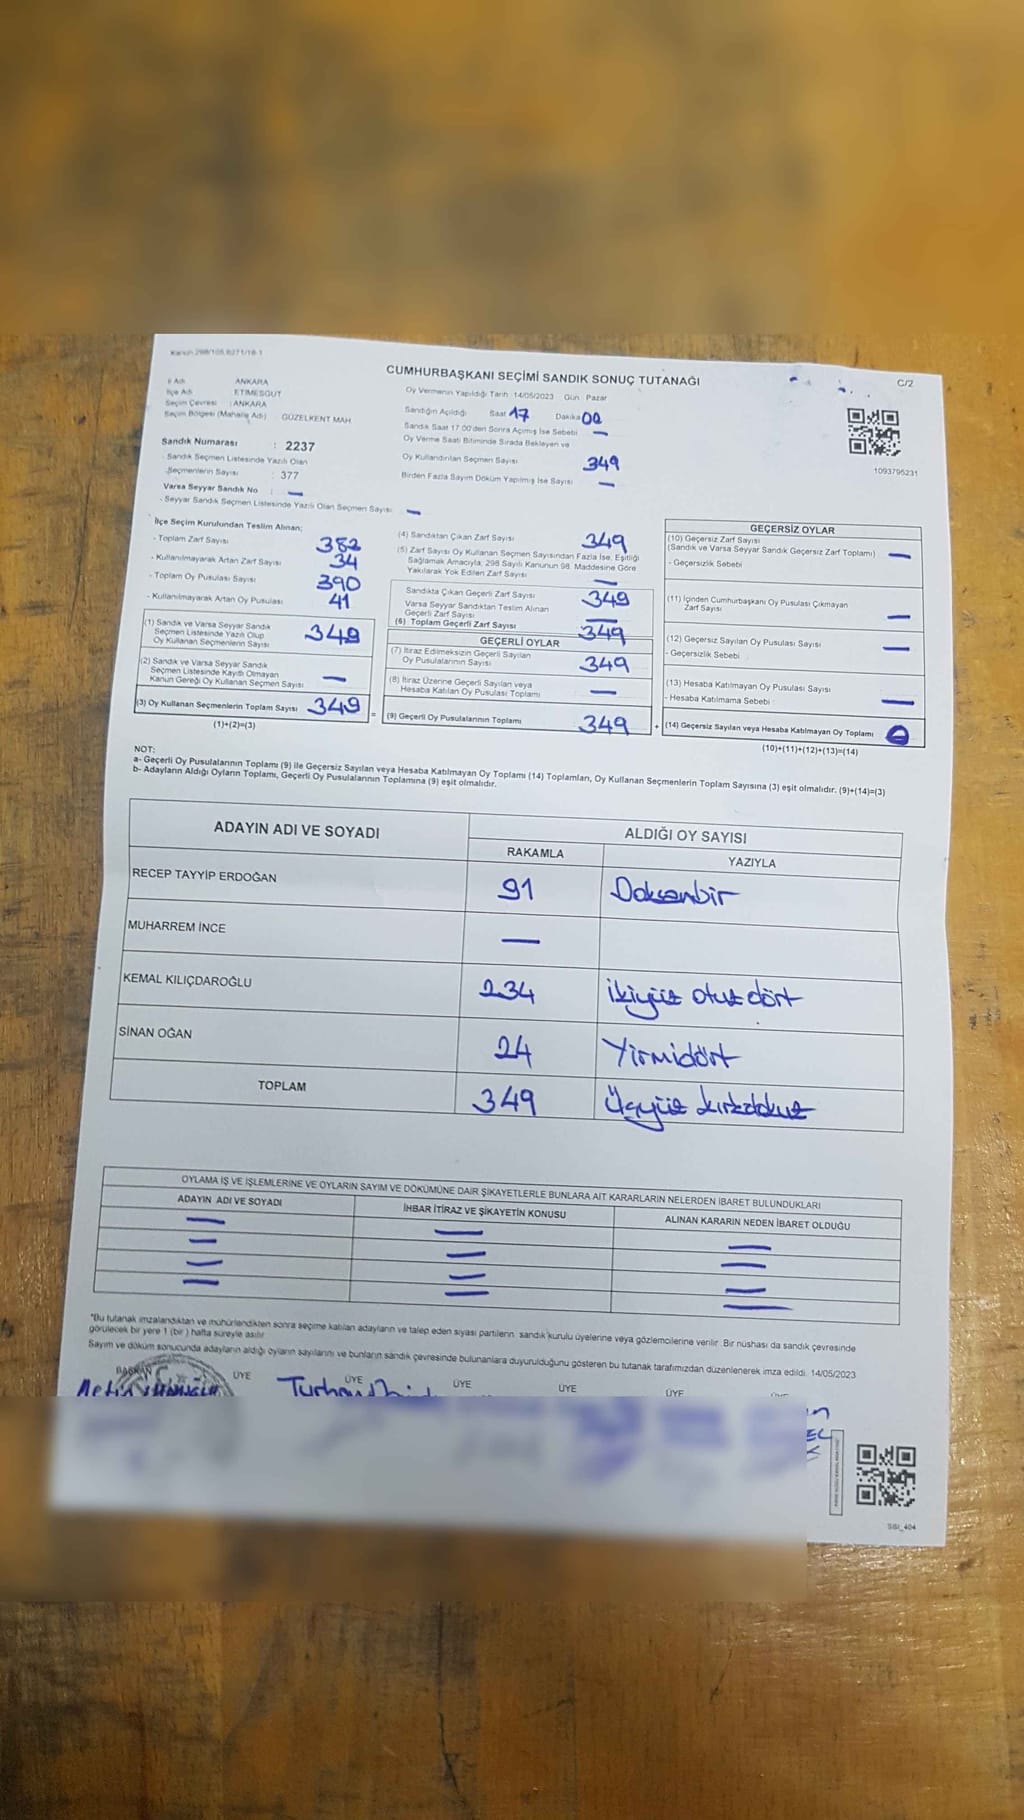 Kanun 298/105,6271/18-1
CUMHURBAŞKANI SEÇİMİ SANDIK SONUÇ TUTANAĞI
C/2
İl Adı ANKARA
İlçe Adı ETİMESGUT
Seçim Çevresi : ANKARA
Seçim Bölgesi (Mahalle Adı) GÜZELKENT MAH
Oy Vermenin Yapıldığı Tarih: 14/05/2023 Gün : Pazar
Sandığın Açıldığı Saat 17 Dakika 00
Sandık Saat 17.00'den Sonra Açılmış İse Sebebi —
Oy Verme Saati Bitiminde Sırada Bekleyen ve
Oy Kullandırılan Seçmen Sayısı 349
Birden Fazla Sayım Döküm Yapılmış İse Sayısı —
1093795231
Sandık Numarası : 2237
- Sandık Seçmen Listesinde Yazılı Olan
Seçmenlerin Sayısı : 377
Varsa Seyyar Sandık No : —
- Seyyar Sandık Seçmen Listesinde Yazılı Olan Seçmen Sayısı —
İlçe Seçim Kurulundan Teslim Alınan;
- Toplam Zarf Sayısı 382
- Kullanılmayarak Artan Zarf Sayısı 34
- Toplam Oy Pusulası Sayısı 390
- Kullanılmayarak Artan Oy Pusulası 41
(1) Sandık ve Varsa Seyyar Sandık
Seçmen Listesinde Yazılı Olup
Oy Kullanan Seçmenlerin Sayısı 349
(2) Sandık ve Varsa Seyyar Sandık
Seçmen Listesinde Kayıtlı Olmayan
Kanun Gereği Oy Kullanan Seçmen Sayısı —
(3) Oy Kullanan Seçmenlerin Toplam Sayısı 349
(1)+(2)=(3)
=
(4) Sandıktan Çıkan Zarf Sayısı 349
(5) Zarf Sayısı Oy Kullanan Seçmen Sayısından Fazla İse, Eşitliği
Sağlamak Amacıyla; 298 Sayılı Kanunun 98. Maddesine Göre
Yakılarak Yok Edilen Zarf Sayısı —
Sandıkta Çıkan Geçerli Zarf Sayısı 349
Varsa Seyyar Sandıktan Teslim Alınan
Geçerli Zarf Sayısı —
(6) Toplam Geçerli Zarf Sayısı 349
GEÇERLİ OYLAR
(7) İtiraz Edilmeksizin Geçerli Sayılan
Oy Pusulalarının Sayısı 349
(8) İtiraz Üzerine Geçerli Sayılan veya
Hesaba Katılan Oy Pusulası Toplamı —
(9) Geçerli Oy Pusulalarının Toplamı 349
+
GEÇERSİZ OYLAR
(10) Geçersiz Zarf Sayısı
(Sandık ve Varsa Seyyar Sandık Geçersiz Zarf Toplamı) —
- Geçersizlik Sebebi
(11) İçinden Cumhurbaşkanı Oy Pusulası Çıkmayan
Zarf Sayısı —
(12) Geçersiz Sayılan Oy Pusulası Sayısı —
- Geçersizlik Sebebi
(13) Hesaba Katılmayan Oy Pusulası Sayısı
- Hesaba Katılmama Sebebi —
(14) Geçersiz Sayılan veya Hesaba Katılmayan Oy Toplamı
(10)+(11)+(12)+(13)=(14)
NOT:
a- Geçerli Oy Pusulalarının Toplamı (9) ile Geçersiz Sayılan veya Hesaba Katılmayan Oy Toplamı (14) Toplamları, Oy Kullanan Seçmenlerin Toplam Sayısına (3) eşit olmalıdır. (9)+(14)=(3)
b- Adayların Aldığı Oyların Toplamı, Geçerli Oy Pusulalarının Toplamına (9) eşit olmalıdır.
ADAYIN ADI VE SOYADI
ALDIĞI OY SAYISI
RAKAMLA YAZIYLA
RECEP TAYYİP ERDOĞAN 91 Doksanbir
MUHARREM İNCE —
KEMAL KILIÇDAROĞLU 234 ikiyüz otuz dört
SİNAN OĞAN 24 Yirmidört
TOPLAM 349 Üçyüz kırkdokuz
OYLAMA İŞ VE İŞLEMLERİNE VE OYLARIN SAYIM VE DÖKÜMÜNE DAİR ŞİKAYETLERLE BUNLARA AİT KARARLARIN NELERDEN İBARET BULUNDUKLARI
ADAYIN ADI VE SOYADI İHBAR İTİRAZ VE ŞİKAYETİN KONUSU ALINAN KARARIN NEDEN İBARET OLDUĞU
— — —
— — —
— — —
— — —
*Bu tutanak imzalandıktan ve mühürlendikten sonra seçime katılan adayların ve talep eden siyasi partilerin sandık kurulu üyelerine veya gözlemcilerine verilir. Bir nüshası da sandık çevresinde
görülecek bir yere 1 (bir) hafta süreyle asılır.
Sayım ve döküm sonucunda adayların aldığı oyların sayılarını ve bunların sandık çevresinde bulunanlara duyurulduğunu gösteren bu tutanak tarafımızdan düzenlenerek imza edildi. 14/05/2023
BAŞKAN ÜYE ÜYE ÜYE ÜYE ÜYE ÜYE
SSI_404